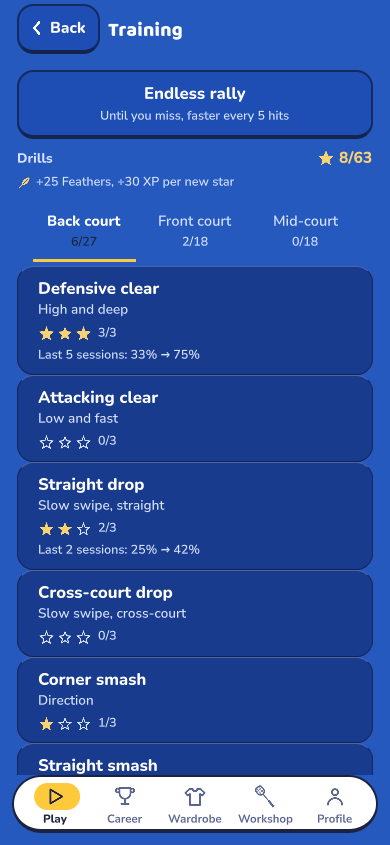 Back
Training
Endless rally
Until you miss, faster every 5 hits
Drills
8/63
+25 Feathers, +30 XP per new star
Back court
6/27
Front court
2/18
Mid-court
0/18
Defensive clear
High and deep
3/3
Last 5 sessions: 33% → 75%
Attacking clear
Low and fast
0/3
Straight drop
Slow swipe, straight
2/3
Last 2 sessions: 25% → 42%
Cross-court drop
Slow swipe, cross-court
0/3
Corner smash
Direction
1/3
Straight smash
Play
Career
Wardrobe
Workshop
Profile